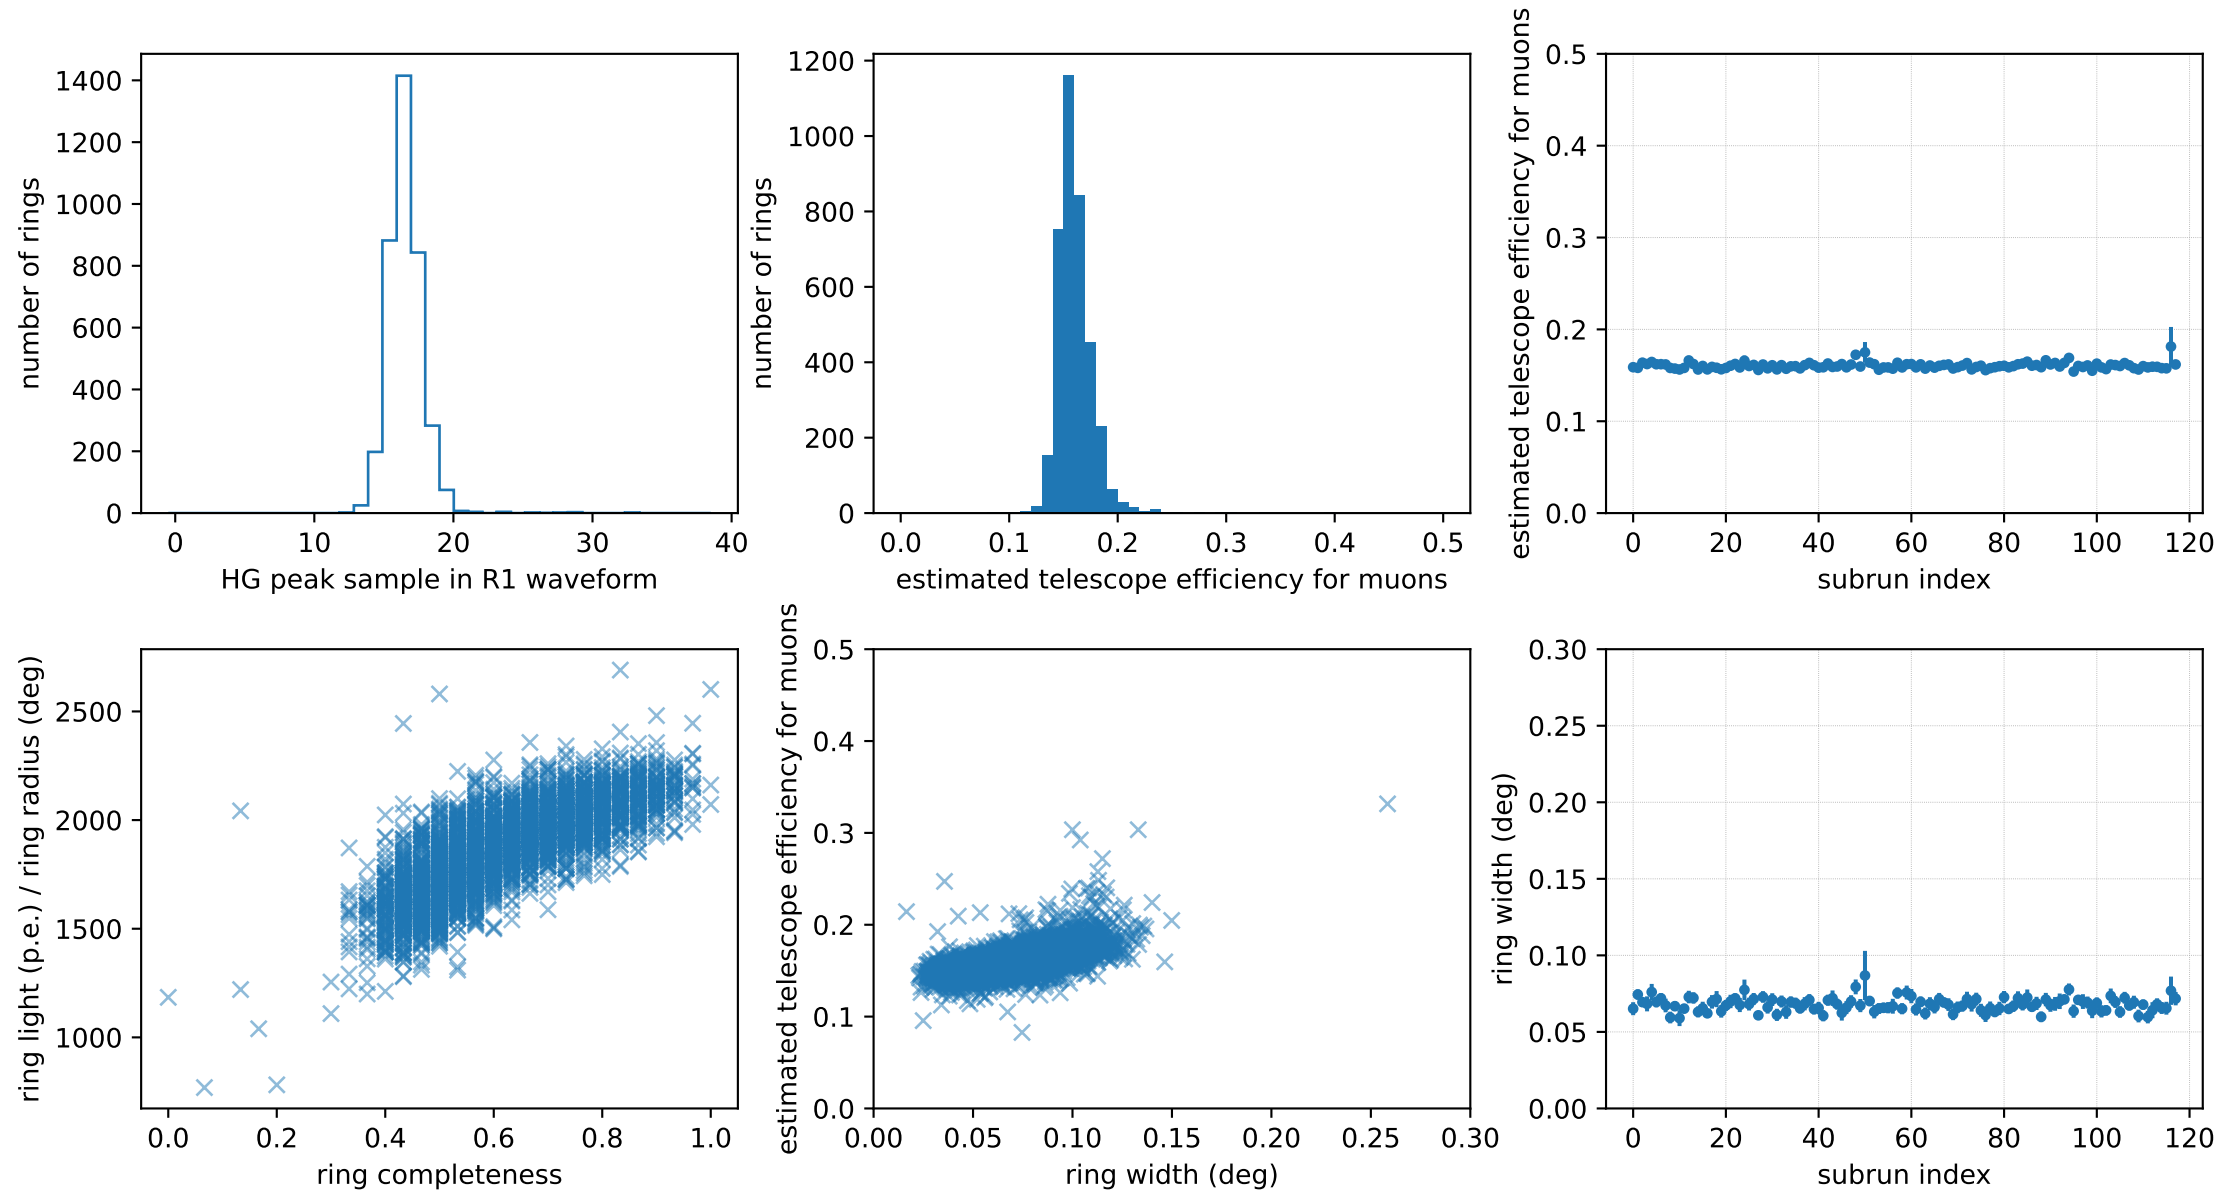 number of rings
1400
1200
1000
800
600
400
200
0
0 10 20 30 40
HG peak sample in R1 waveform
number of rings
1200
1000
800
600
400
200
0
0.0 0.1 0.2 0.3 0.4 0.5
estimated telescope efficiency for muons
estimated telescope efficiency for muons
0.5
0.4
0.3
0.2
0.1
0.0
0 20 40 60 80 100 120
subrun index
ring light (p.e.) / ring radius (deg)
2500
2000
1500
1000
0.0 0.2 0.4 0.6 0.8 1.0
ring completeness
estimated telescope efficiency for muons
0.5
0.4
0.3
0.2
0.1
0.0
0.00 0.05 0.10 0.15 0.20 0.25 0.30
ring width (deg)
ring width (deg)
0.30
0.25
0.20
0.15
0.10
0.05
0.00
0 20 40 60 80 100 120
subrun index